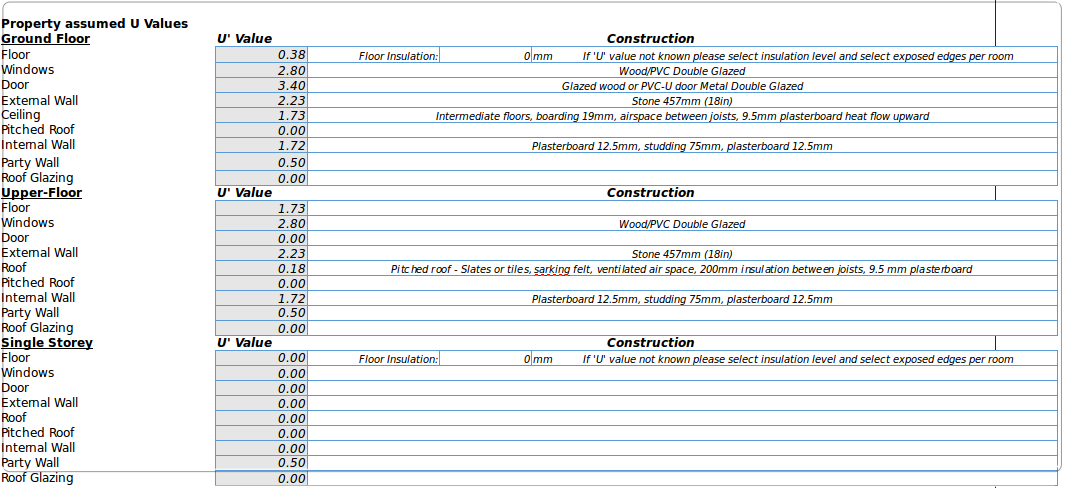 Property assumed U Values
Ground Floor U' Value Construction
Floor 0.38 Floor Insulation: 0 mm If 'U' value not known please select insulation level and select exposed edges per room
Windows 2.80 Wood/PVC Double Glazed
Door 3.40 Glazed wood or PVC-U door Metal Double Glazed
External Wall 2.23 Stone 457mm (18in)
Ceiling 1.73 Intermediate floors, boarding 19mm, airspace between joists, 9.5mm plasterboard heat flow upward
Pitched Roof 0.00
Internal Wall 1.72 Plasterboard 12.5mm, studding 75mm, plasterboard 12.5mm
Party Wall 0.50
Roof Glazing 0.00
Upper-Floor U' Value Construction
Floor 1.73
Windows 2.80 Wood/PVC Double Glazed
Door 0.00
External Wall 2.23 Stone 457mm (18in)
Roof 0.18 Pitched roof - Slates or tiles, sarking felt, ventilated air space, 200mm insulation between joists, 9.5 mm plasterboard
Pitched Roof 0.00
Internal Wall 1.72 Plasterboard 12.5mm, studding 75mm, plasterboard 12.5mm
Party Wall 0.50
Roof Glazing 0.00
Single Storey U' Value Construction
Floor 0.00 Floor Insulation: 0 mm If 'U' value not known please select insulation level and select exposed edges per room
Windows 0.00
Door 0.00
External Wall 0.00
Roof 0.00
Pitched Roof 0.00
Internal Wall 0.00
Party Wall 0.50
Roof Glazing 0.00